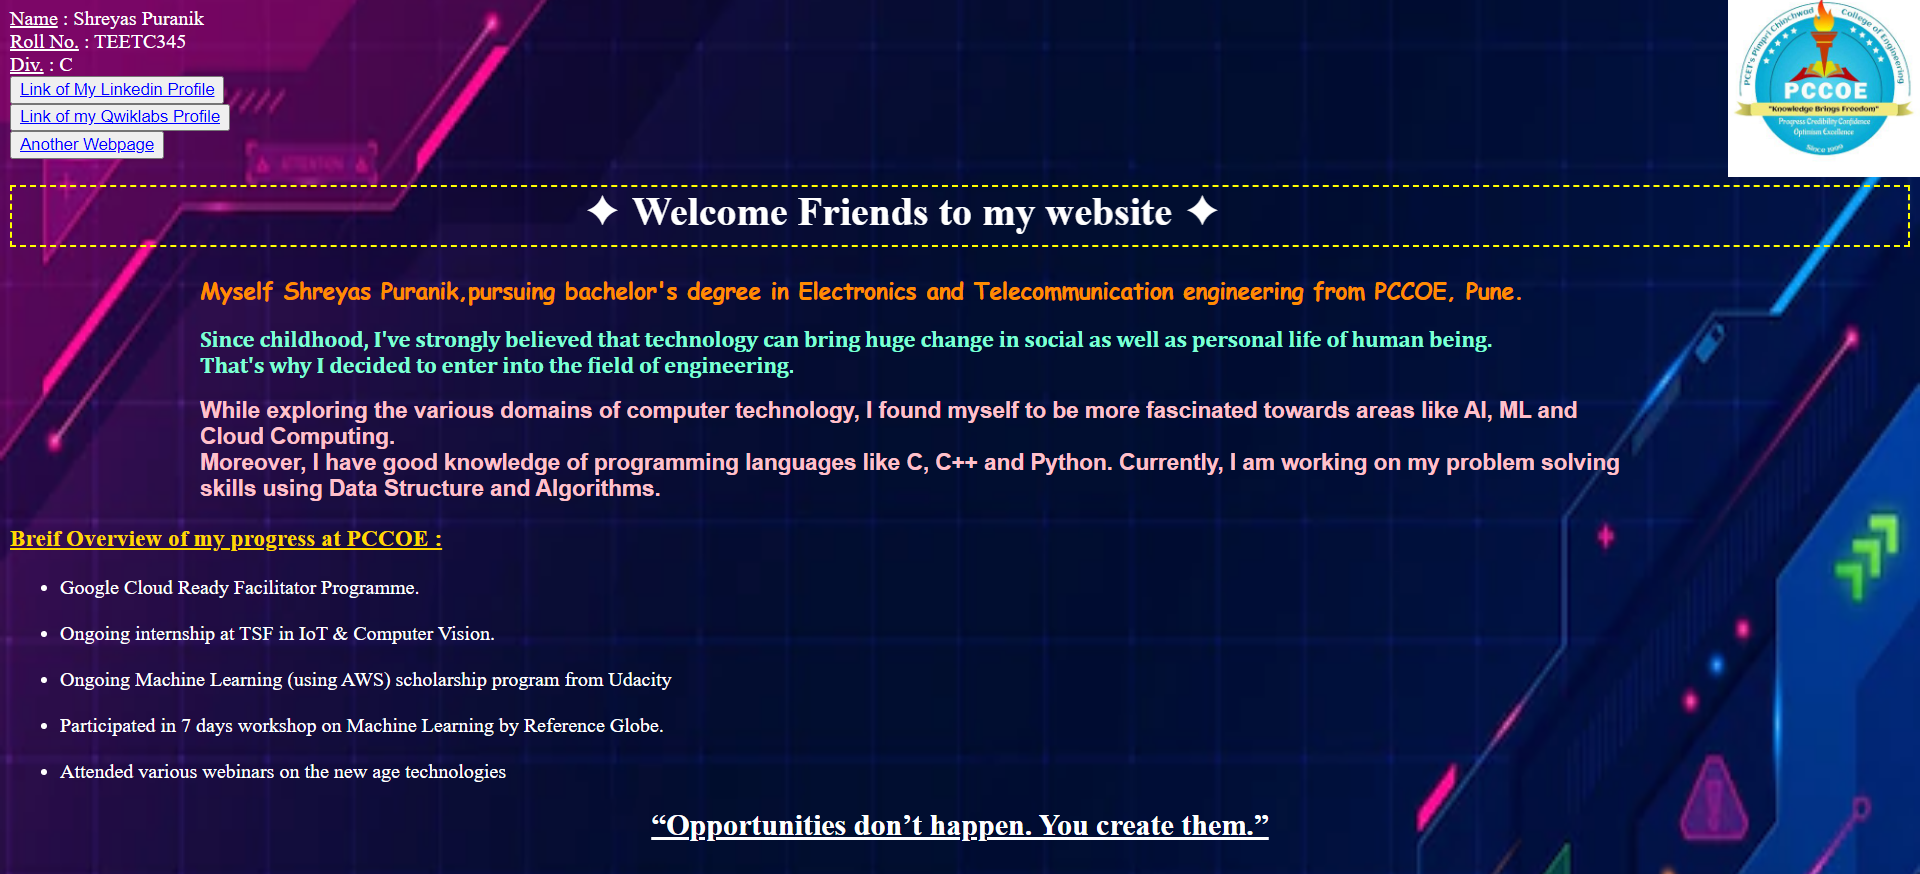 Name : Shreyas Puranik
Roll No. : TEETC345
Div. : C
Link of My Linkedin Profile
Link of my Qwiklabs Profile
Another Webpage
ATTENTION
PCET's Pimpri Chinchwad College of Engineering
PCCOE
"Knowledge Brings Freedom"
Progress Credibility Confidence
Optimism Excellence
Since 1999
✦ Welcome Friends to my website ✦
Myself Shreyas Puranik,pursuing bachelor's degree in Electronics and Telecommunication engineering from PCCOE, Pune.
Since childhood, I've strongly believed that technology can bring huge change in social as well as personal life of human being.
That's why I decided to enter into the field of engineering.
While exploring the various domains of computer technology, I found myself to be more fascinated towards areas like AI, ML and
Cloud Computing.
Moreover, I have good knowledge of programming languages like C, C++ and Python. Currently, I am working on my problem solving
skills using Data Structure and Algorithms.
Breif Overview of my progress at PCCOE :
• Google Cloud Ready Facilitator Programme.
• Ongoing internship at TSF in IoT & Computer Vision.
• Ongoing Machine Learning (using AWS) scholarship program from Udacity
• Participated in 7 days workshop on Machine Learning by Reference Globe.
• Attended various webinars on the new age technologies
“Opportunities don’t happen. You create them.”